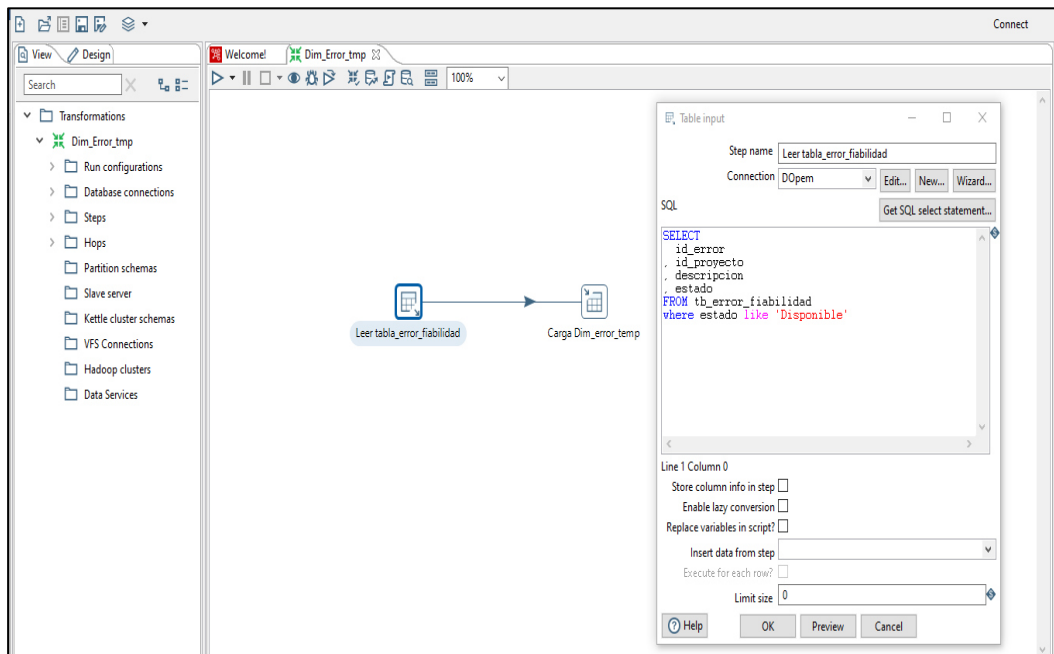 Connect
View
Design
Search
Transformations
Dim_Error_tmp
Run configurations
Database connections
Steps
Hops
Partition schemas
Slave server
Kettle cluster schemas
VFS Connections
Hadoop clusters
Data Services
Welcome!
Dim_Error_tmp
100%
Leer tabla_error_fiabilidad
Carga Dim_error_temp
Table input
Step name Leer tabla_error_fiabilidad
Connection DOpem Edit... New... Wizard...
SQL Get SQL select statement...
SELECT
id_error
, id_proyecto
, descripcion
, estado
FROM tb_error_fiabilidad
where estado like 'Disponible'
Line 1 Column 0
Store column info in step
Enable lazy conversion
Replace variables in script?
Insert data from step
Execute for each row?
Limit size 0
Help OK Preview Cancel